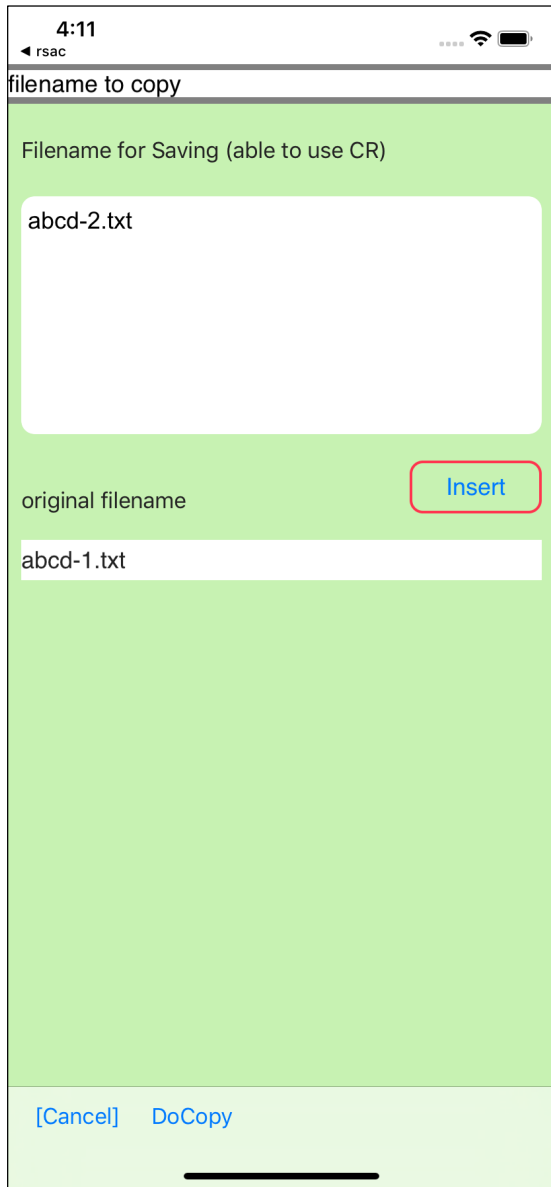 4:11
◀ rsac
filename to copy
Filename for Saving (able to use CR)
abcd-2.txt
Insert
original filename
abcd-1.txt
[Cancel] DoCopy